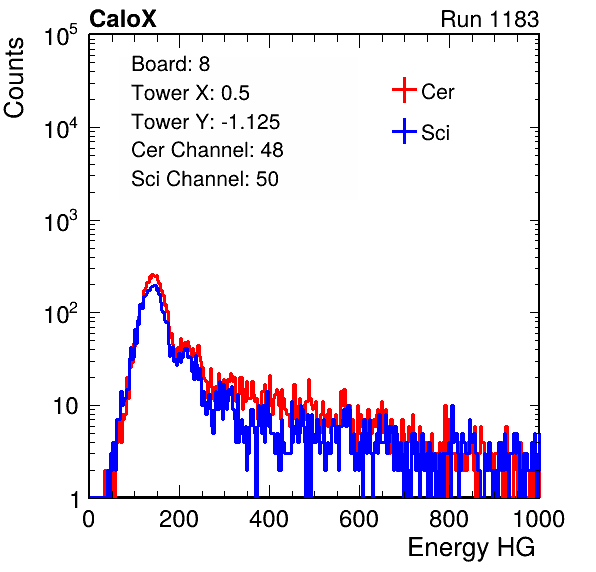 CaloX Run 1183
Counts
Board: 8
Tower X: 0.5
Tower Y: -1.125
Cer Channel: 48
Sci Channel: 50
Cer
Sci
10^5
10^4
10^3
10^2
10
1
0 200 400 600 800 1000
Energy HG